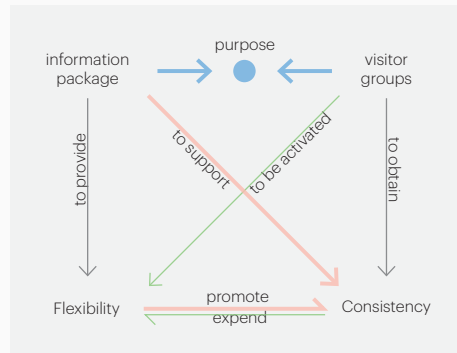 purpose
information
package
visitor
groups
to provide
to support
to be activated
to obtain
Flexibility
promote
expend
Consistency